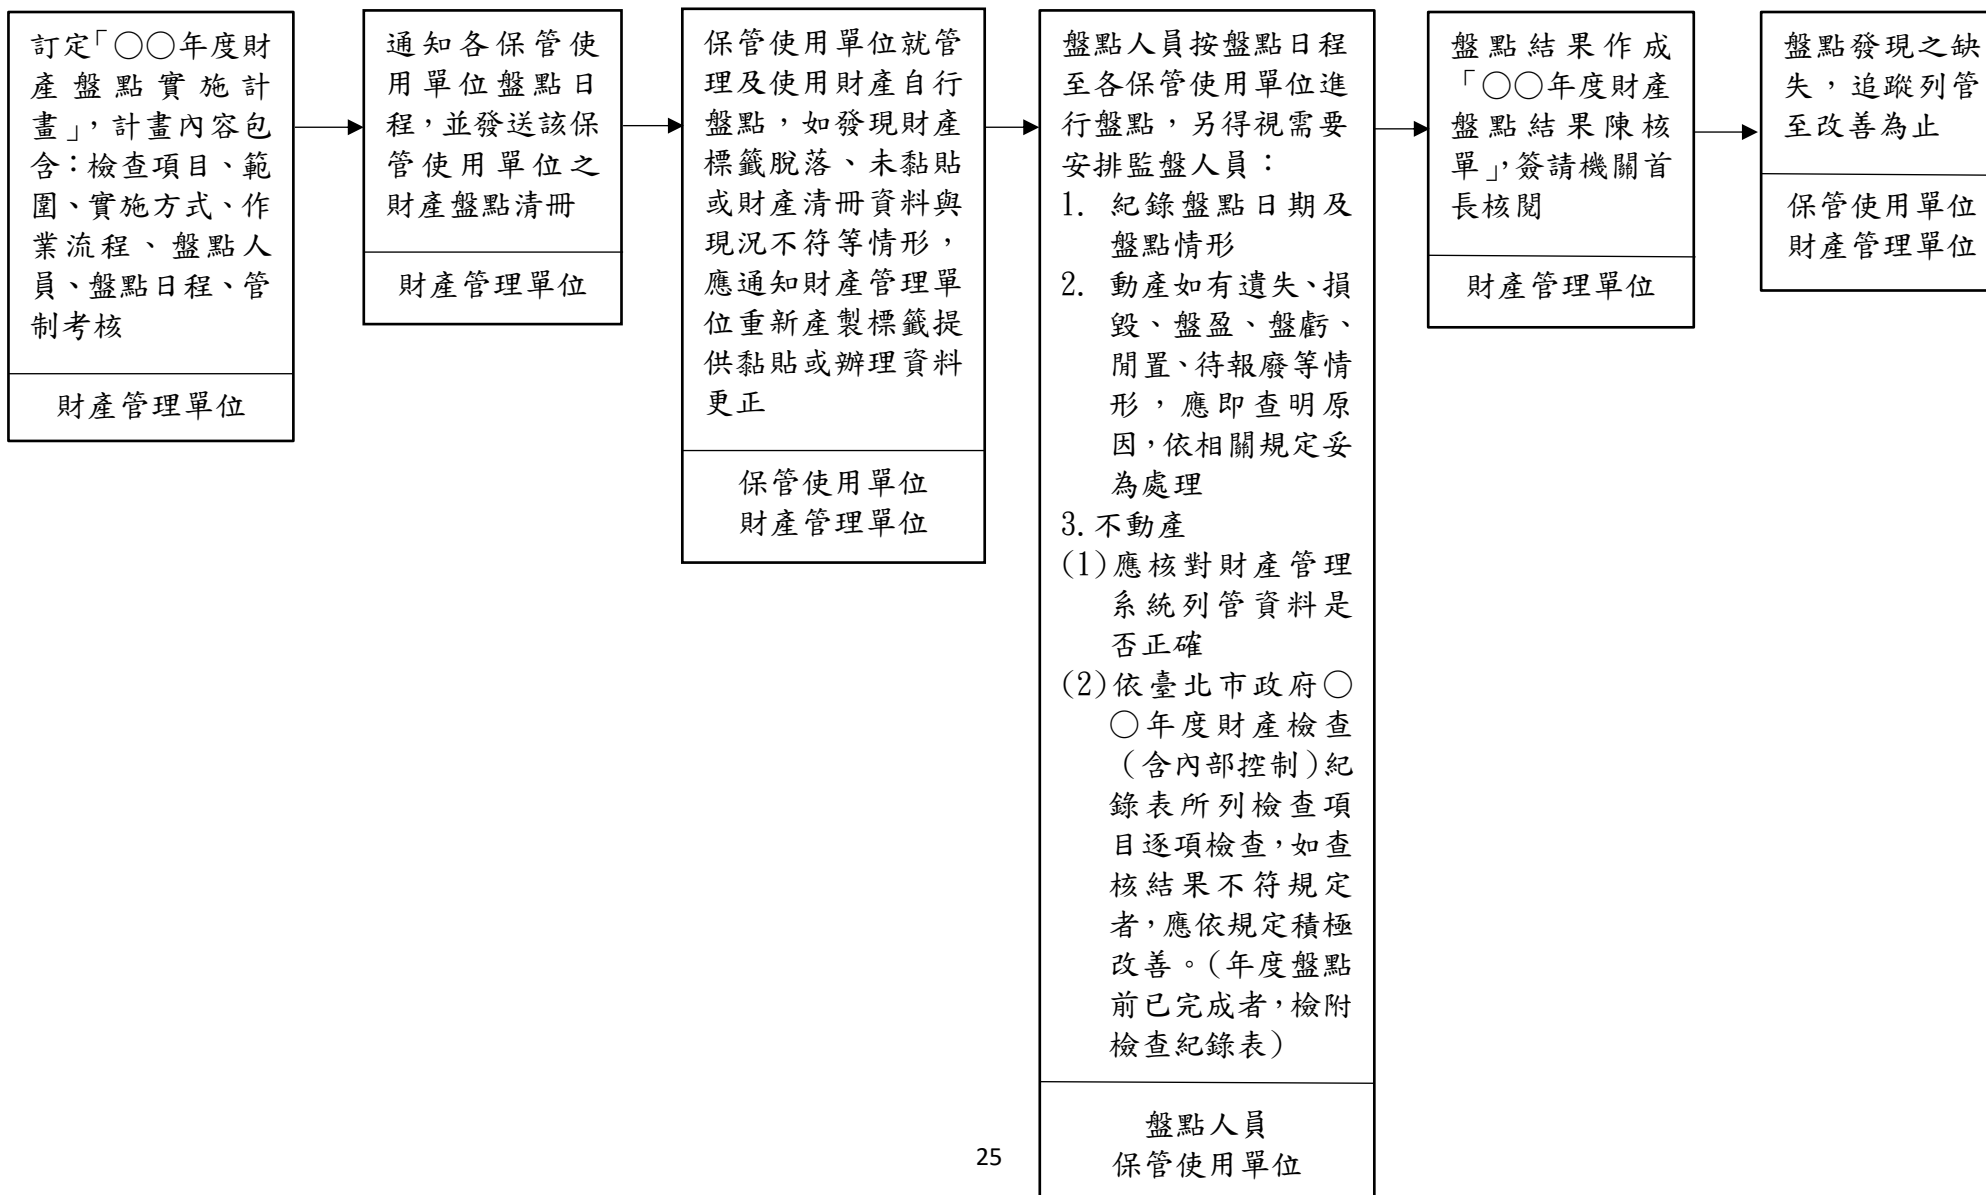 訂定「○○年度財
產盤點實施計
畫」，計畫內容包
含：檢查項目、範
圍、實施方式、作
業流程、盤點人
員、盤點日程、管
制考核
財產管理單位
通知各保管使
用單位盤點日
程，並發送該保
管使用單位之
財產盤點清冊
財產管理單位
保管使用單位就管
理及使用財產自行
盤點，如發現財產
標籤脫落、未黏貼
或財產清冊資料與
現況不符等情形，
應通知財產管理單
位重新產製標籤提
供黏貼或辦理資料
更正
保管使用單位
財產管理單位
盤點人員按盤點日程
至各保管使用單位進
行盤點，另得視需要
安排監盤人員：
1. 紀錄盤點日期及
盤點情形
2. 動產如有遺失、損
毀、盤盈、盤虧、
閒置、待報廢等情
形，應即查明原
因，依相關規定妥
為處理
3.不動產
(1)應核對財產管理
系統列管資料是
否正確
(2)依臺北市政府○
○年度財產檢查
（含內部控制）紀
錄表所列檢查項
目逐項檢查，如查
核結果不符規定
者，應依規定積極
改善。（年度盤點
前已完成者，檢附
檢查紀錄表）
盤點人員
保管使用單位
盤點結果作成
「○○年度財產
盤點結果陳核
單」，簽請機關首
長核閱
財產管理單位
盤點發現之缺
失，追蹤列管
至改善為止
保管使用單位
財產管理單位
25